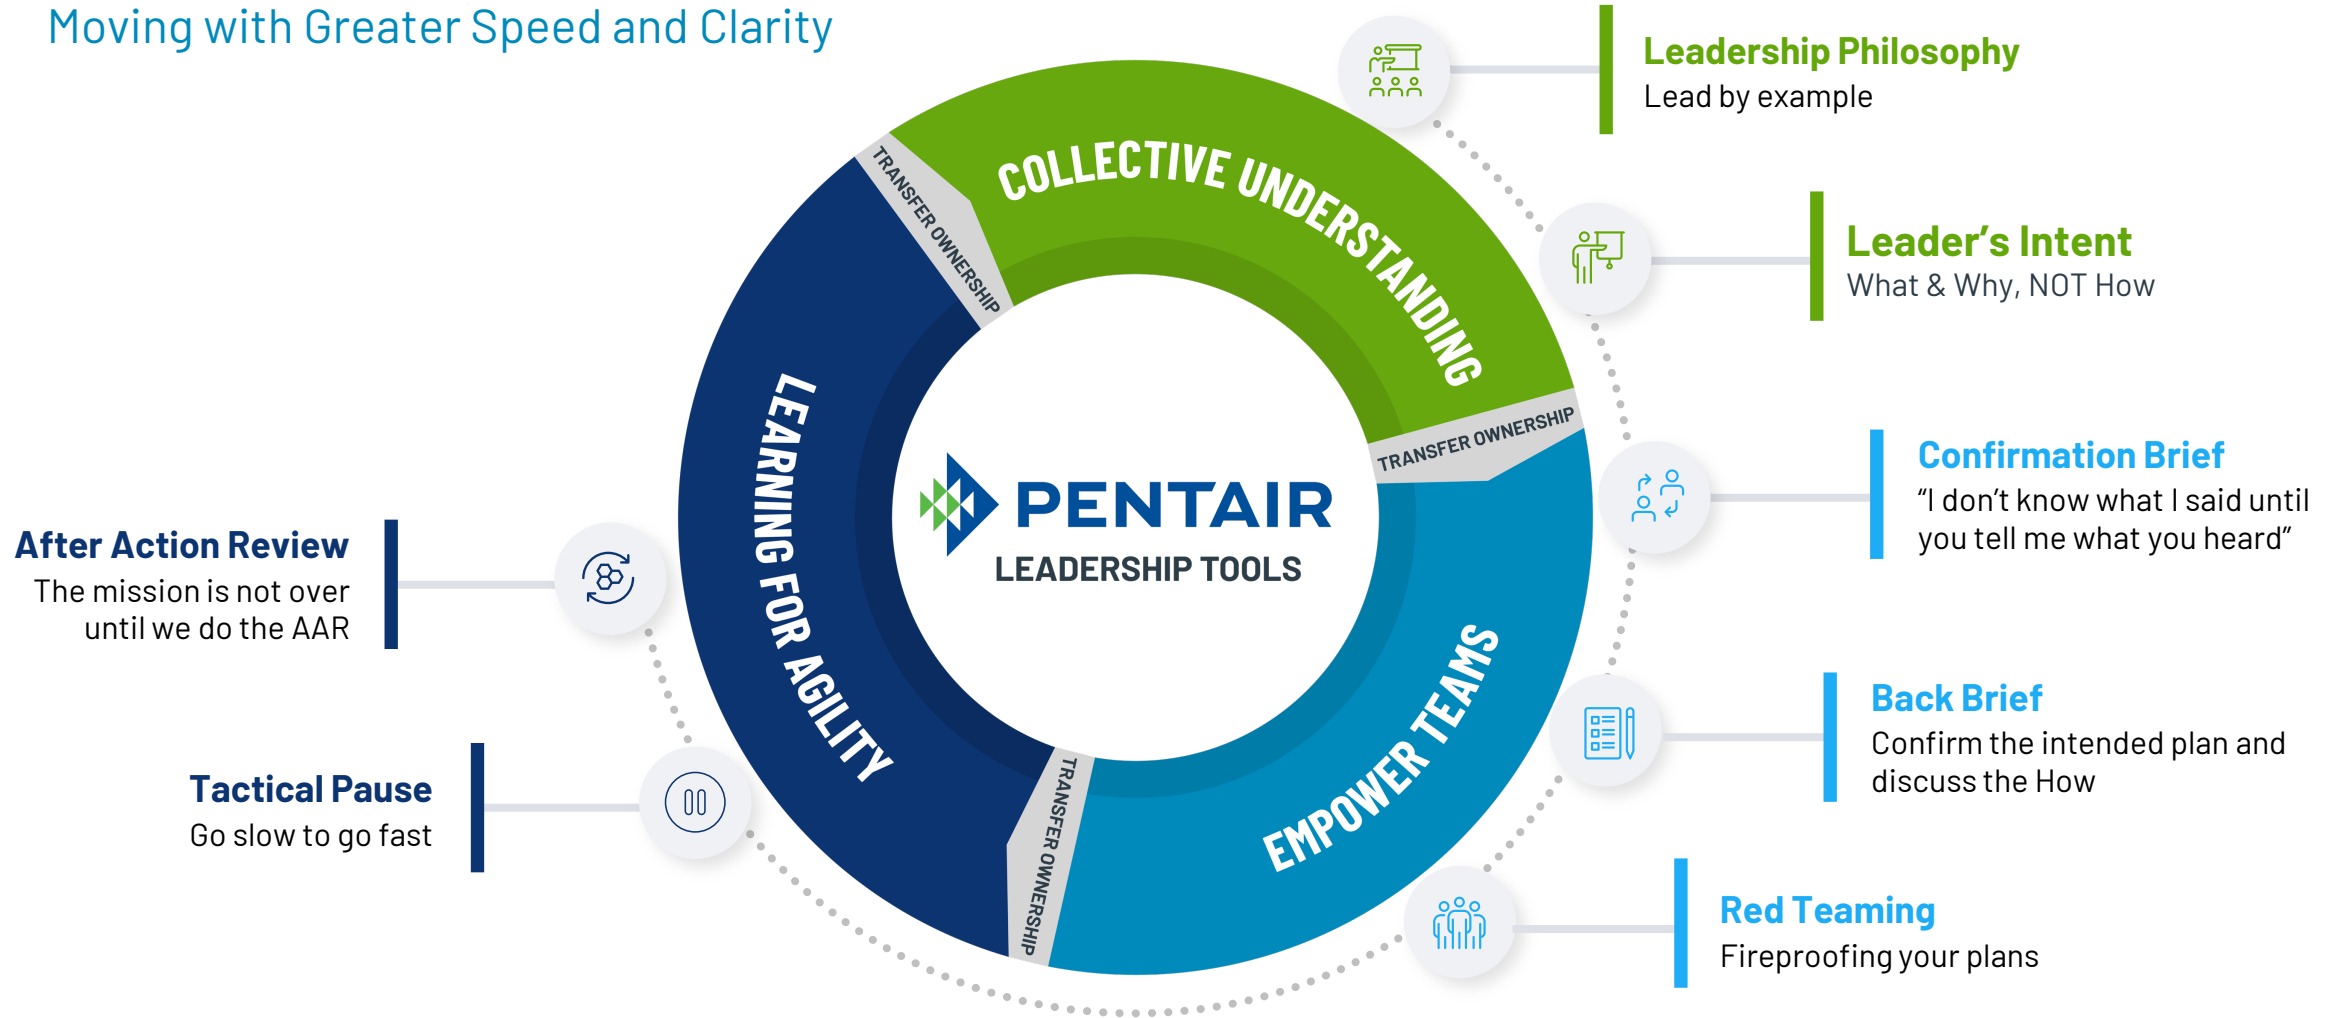 Moving with Greater Speed and Clarity
Leadership Philosophy
Lead by example
Leader’s Intent
What & Why, NOT How
Confirmation Brief
“I don’t know what I said until
you tell me what you heard”
Back Brief
Confirm the intended plan and
discuss the How
Red Teaming
Fireproofing your plans
Tactical Pause
Go slow to go fast
After Action Review
The mission is not over
until we do the AAR
COLLECTIVE UNDERSTANDING
TRANSFER OWNERSHIP
EMPOWER TEAMS
TRANSFER OWNERSHIP
LEARNING FOR AGILITY
TRANSFER OWNERSHIP
PENTAIR
LEADERSHIP TOOLS